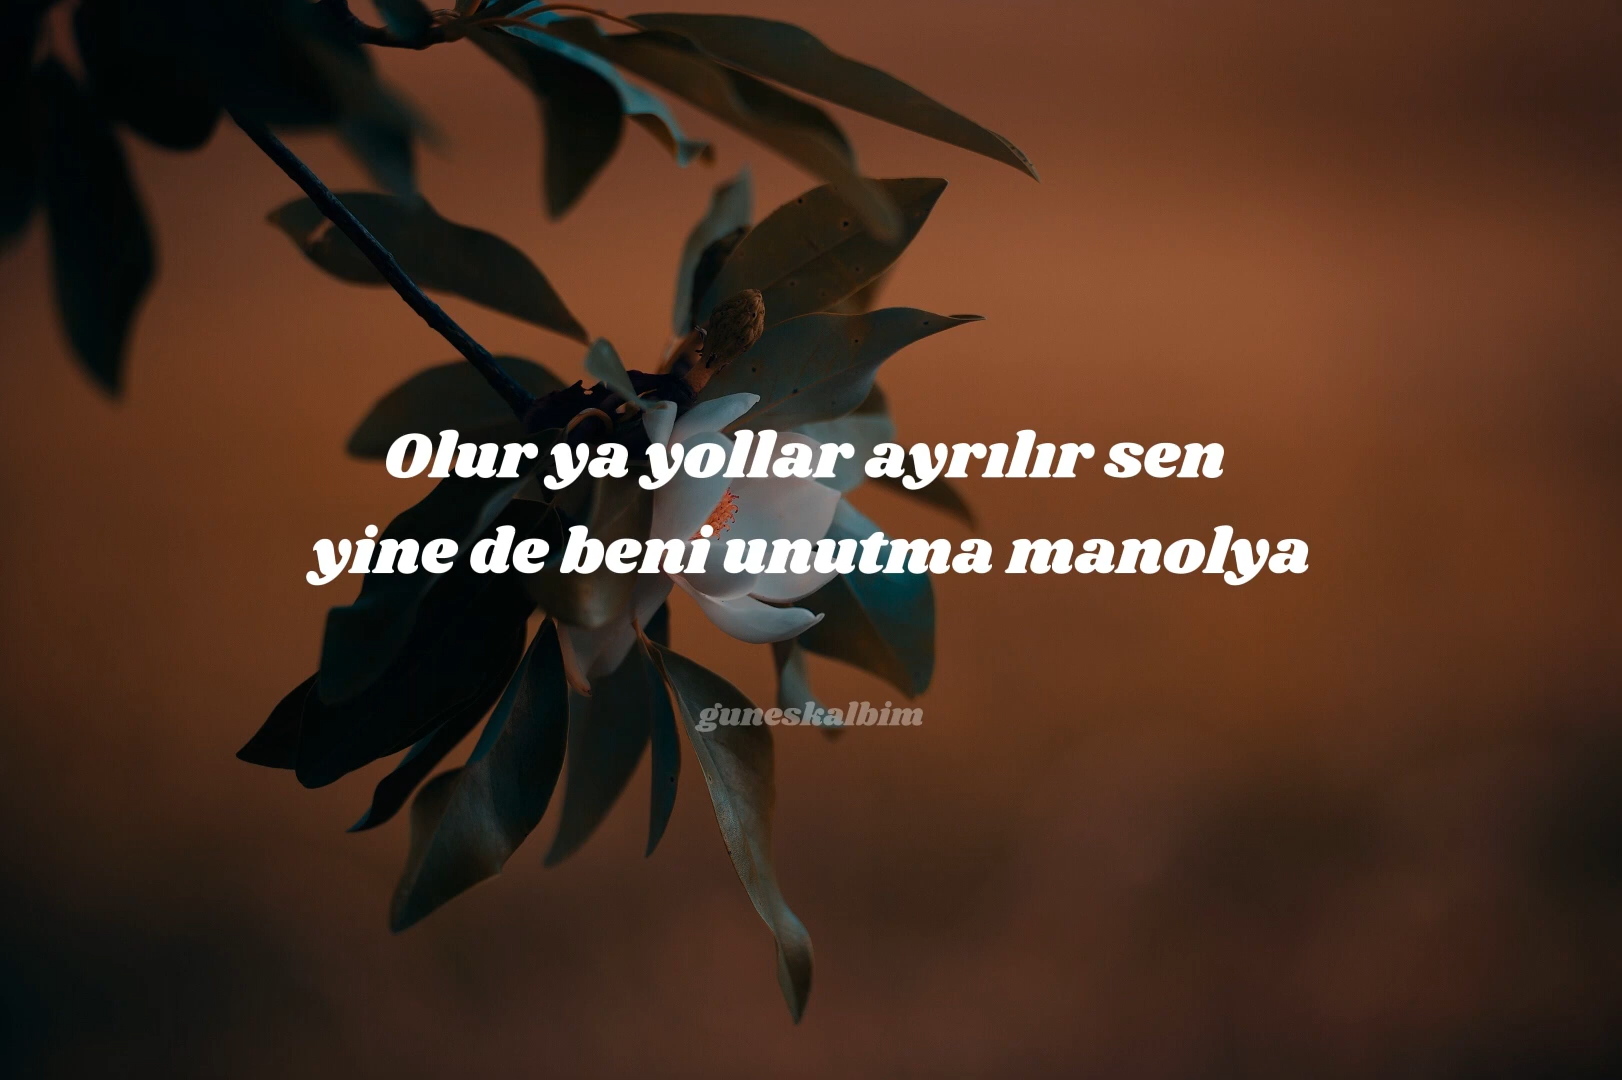 Olur ya yollar ayrılır sen
yine de beni unutma manolya
guneskalbim